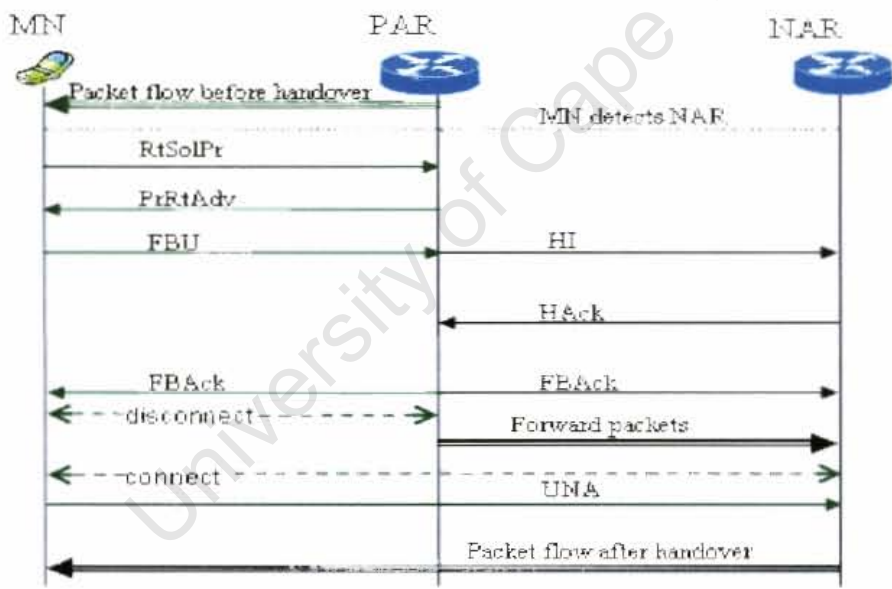 MN PAR NAR
Packet flow before handover
MN detects NAR
RtSolPr
PrRtAdv
FBU HI
HAck
FBAck FBAck
disconnect
Forward packets
connect
UNA
Packet flow after handover
University of Cape